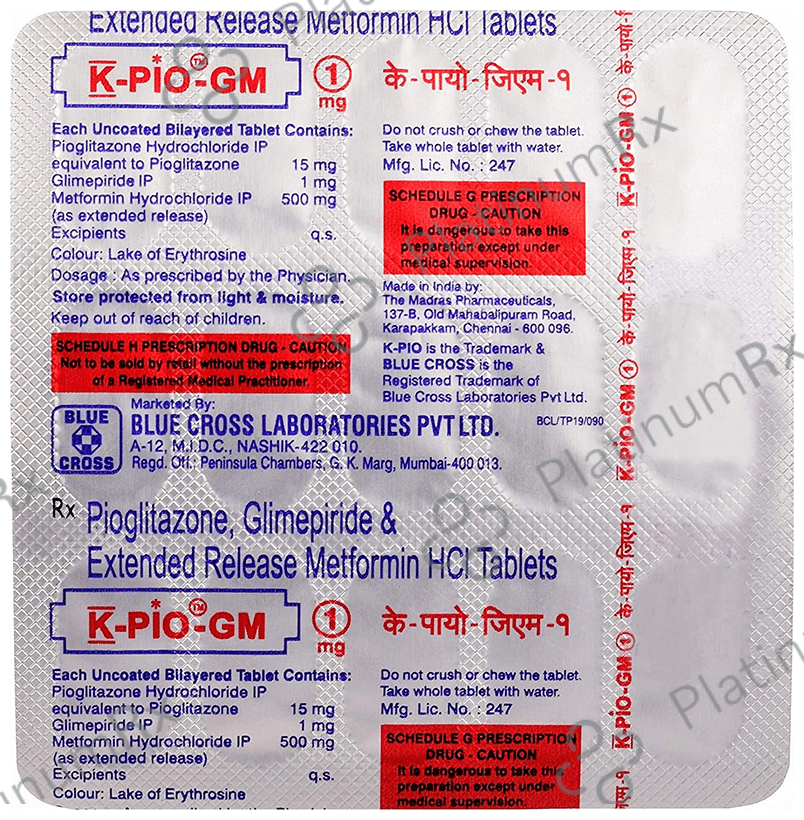 Extended Release Metformin HCl Tablets
K-PiO™-GM 1 mg
के-पायो-जिएम-१
Each Uncoated Bilayered Tablet Contains:
Pioglitazone Hydrochloride IP
equivalent to Pioglitazone 15 mg
Glimepiride IP 1 mg
Metformin Hydrochloride IP 500 mg
(as extended release)
Excipients q.s.
Colour: Lake of Erythrosine
Dosage : As prescribed by the Physician.
Store protected from light & moisture.
Keep out of reach of children.
SCHEDULE H PRESCRIPTION DRUG - CAUTION
Not to be sold by retail without the prescription
of a Registered Medical Practitioner.
Do not crush or chew the tablet.
Take whole tablet with water.
Mfg. Lic. No. : 247
SCHEDULE G PRESCRIPTION
DRUG - CAUTION
It is dangerous to take this
preparation except under
medical supervision.
Made in India by:
The Madras Pharmaceuticals,
137-B, Old Mahabalipuram Road,
Karapakkam, Chennai - 600 096.
K-PIO is the Trademark &
BLUE CROSS is the
Registered Trademark of
Blue Cross Laboratories Pvt Ltd.
BLUE
CROSS
Marketed By:
BLUE CROSS LABORATORIES PVT LTD.
A-12, M.I.D.C., NASHIK-422 010.
Regd. Off.: Peninsula Chambers, G. K. Marg, Mumbai-400 013.
BCL/TP19/090
Rx Pioglitazone, Glimepiride &
Extended Release Metformin HCl Tablets
K-PiO™-GM 1 mg
के-पायो-जिएम-१
Each Uncoated Bilayered Tablet Contains:
Pioglitazone Hydrochloride IP
equivalent to Pioglitazone 15 mg
Glimepiride IP 1 mg
Metformin Hydrochloride IP 500 mg
(as extended release)
Excipients q.s.
Colour: Lake of Erythrosine
Do not crush or chew the tablet.
Take whole tablet with water.
Mfg. Lic. No. : 247
SCHEDULE G PRESCRIPTION
DRUG - CAUTION
It is dangerous to take this
preparation except under
medical supervision.
K-PiO-GM 1 के-पायो-जिएम-१
K-PiO-GM 1 के-पायो-जिएम-१
K-PiO-GM 1 के-पायो-जिएम-१
PlatinumRx
PlatinumRx
PlatinumRx